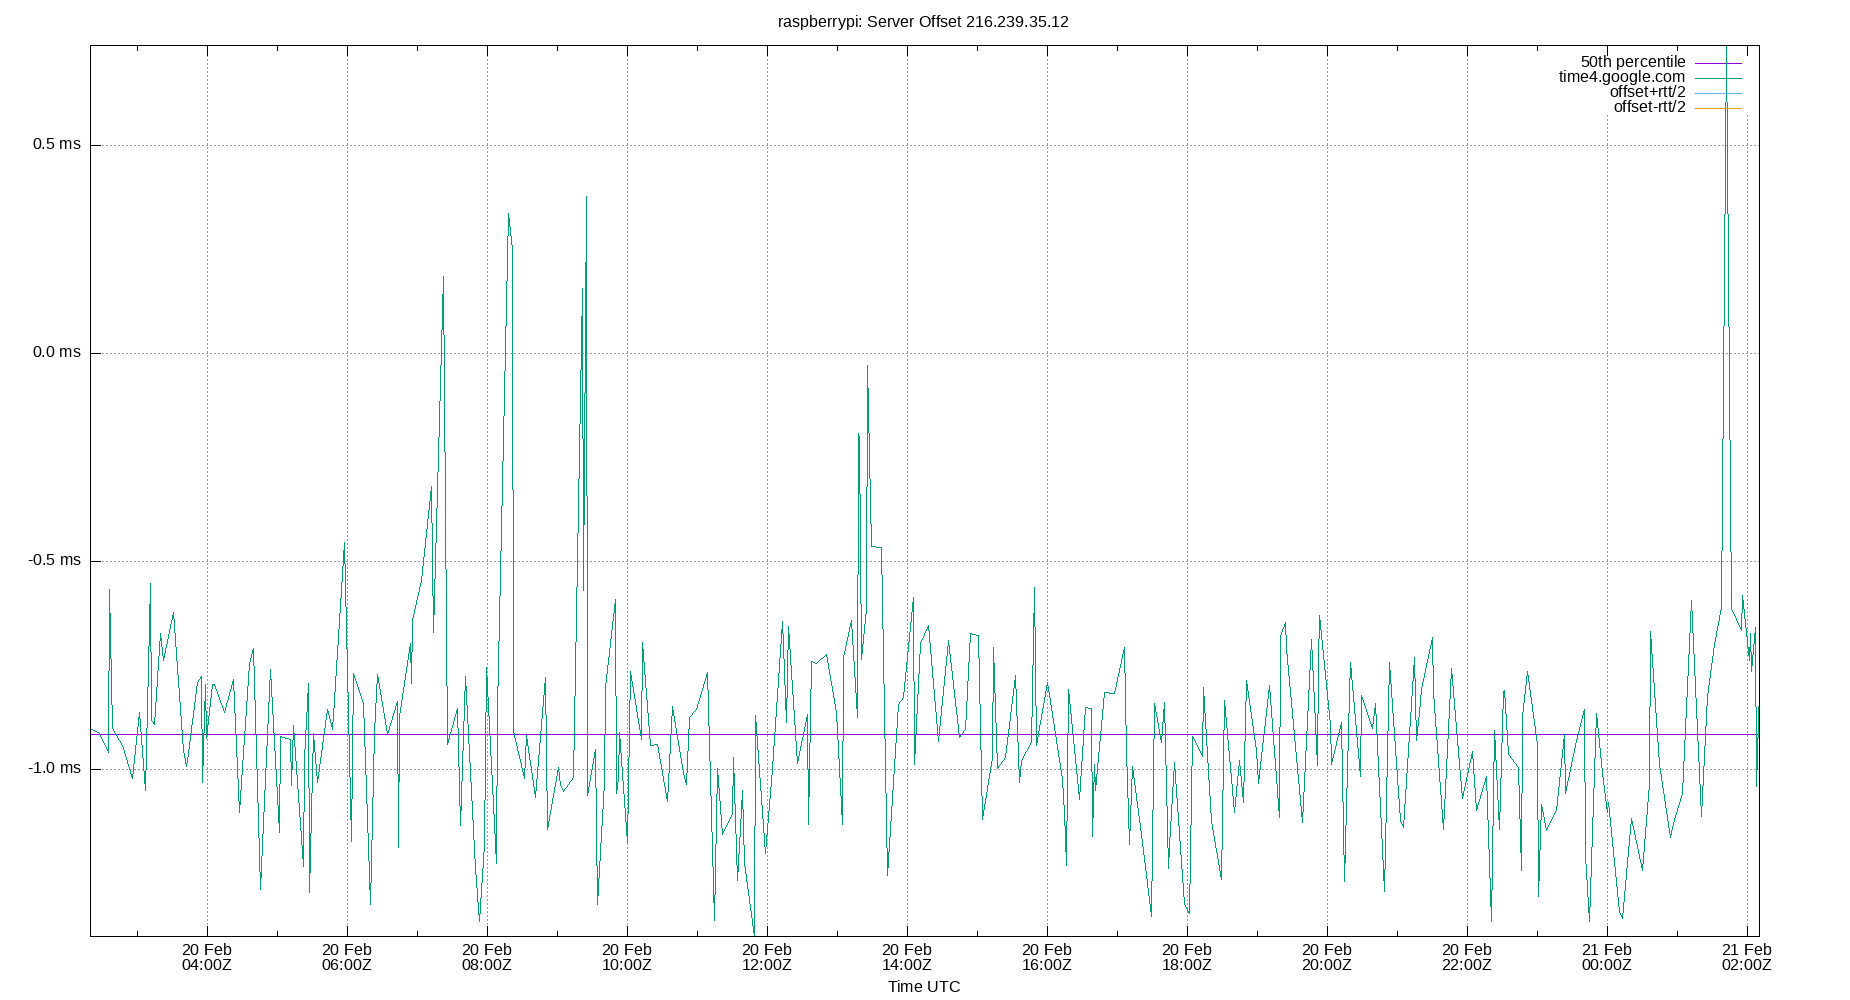 raspberrypi: Server Offset 216.239.35.12
50th percentile
time4.google.com
offset+rtt/2
offset-rtt/2
0.5 ms
0.0 ms
-0.5 ms
-1.0 ms
20 Feb 20 Feb 20 Feb 20 Feb 20 Feb 20 Feb 20 Feb 20 Feb 20 Feb 20 Feb 21 Feb 21 Feb
04:00Z 06:00Z 08:00Z 10:00Z 12:00Z 14:00Z 16:00Z 18:00Z 20:00Z 22:00Z 00:00Z 02:00Z
Time UTC